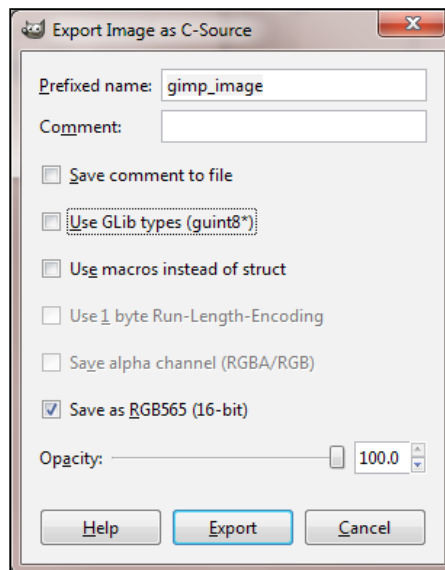 Export Image as C-Source
Prefixed name: gimp_image
Comment:
Save comment to file
Use GLib types (guint8*)
Use macros instead of struct
Use 1 byte Run-Length-Encoding
Save alpha channel (RGBA/RGB)
Save as RGB565 (16-bit)
Opacity: 100.0
Help Export Cancel